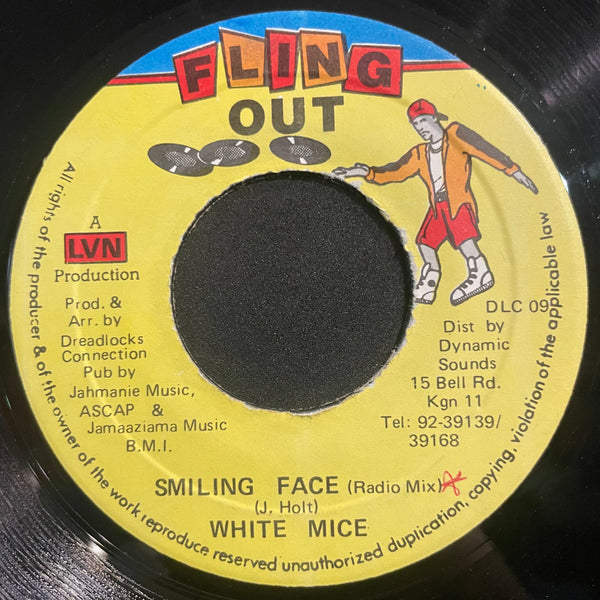 FLING
OUT
A
LVN
Production
Prod. &
Arr. by
Dreadlocks
Connection
Pub by
Jahmanie Music,
ASCAP &
Jamaaziama Music
B.M.I.
DLC 09
Dist by
Dynamic
Sounds
15 Bell Rd.
Kgn 11
Tel: 92-39139/
39168
SMILING FACE (Radio Mix)
(J. Holt)
WHITE MICE
All rights of the producer & of the owner of the work reproduce reserved unauthorized duplication, copying, violation of the applicable law